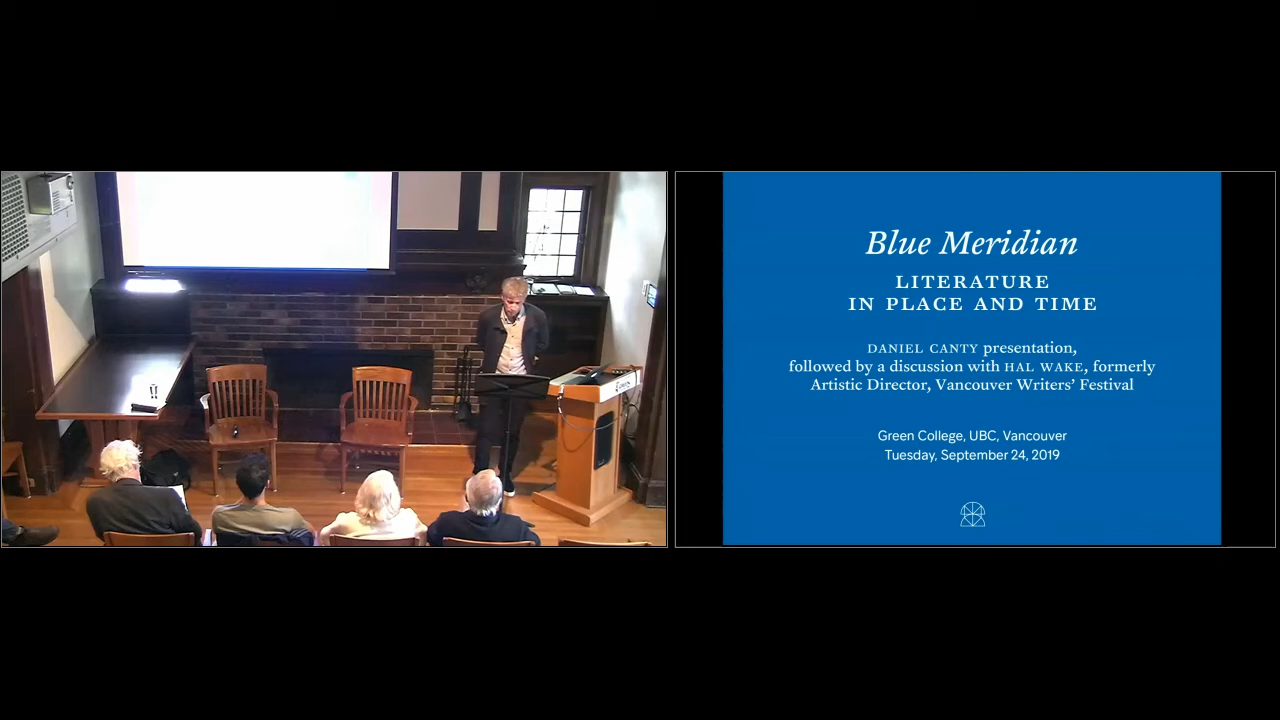 Blue Meridian
LITERATURE
IN PLACE AND TIME
DANIEL CANTY presentation,
followed by a discussion with HAL WAKE, formerly
Artistic Director, Vancouver Writers' Festival
Green College, UBC, Vancouver
Tuesday, September 24, 2019